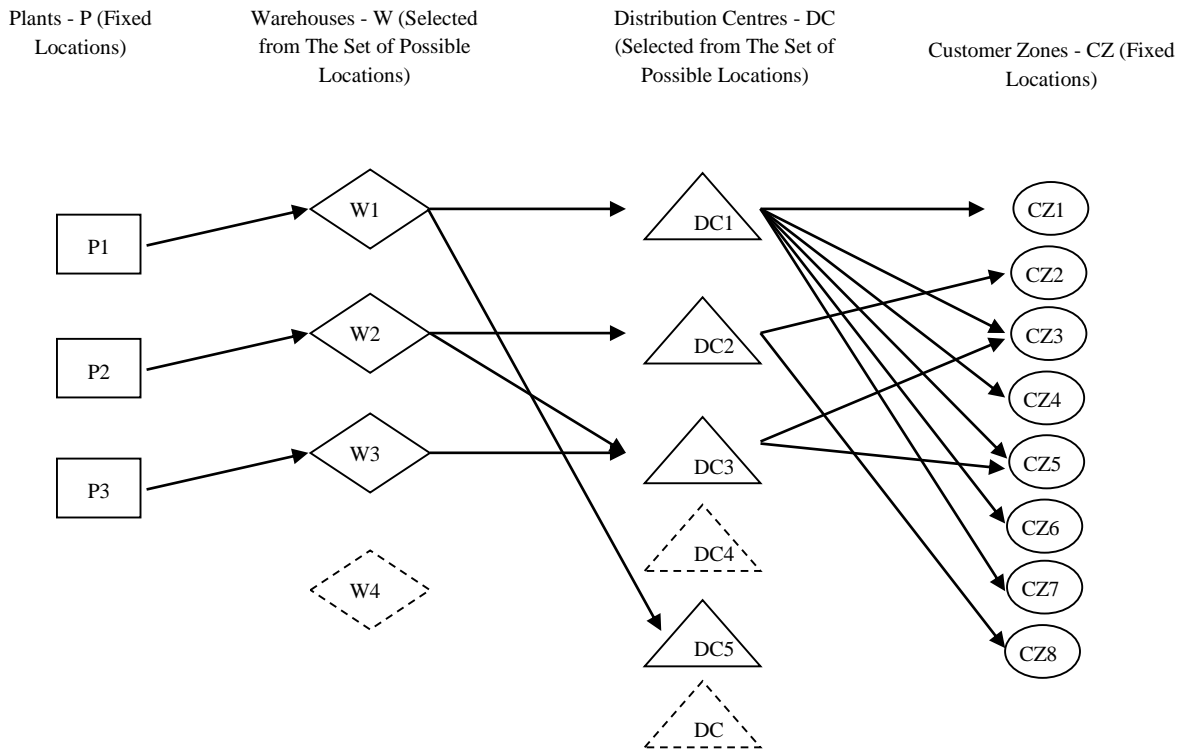 Plants - P (Fixed
Locations)
Warehouses - W (Selected
from The Set of Possible
Locations)
Distribution Centres - DC
(Selected from The Set of
Possible Locations)
Customer Zones - CZ (Fixed
Locations)
P1
P2
P3
W1
W2
W3
W4
DC1
DC2
DC3
DC4
DC5
DC
CZ1
CZ2
CZ3
CZ4
CZ5
CZ6
CZ7
CZ8